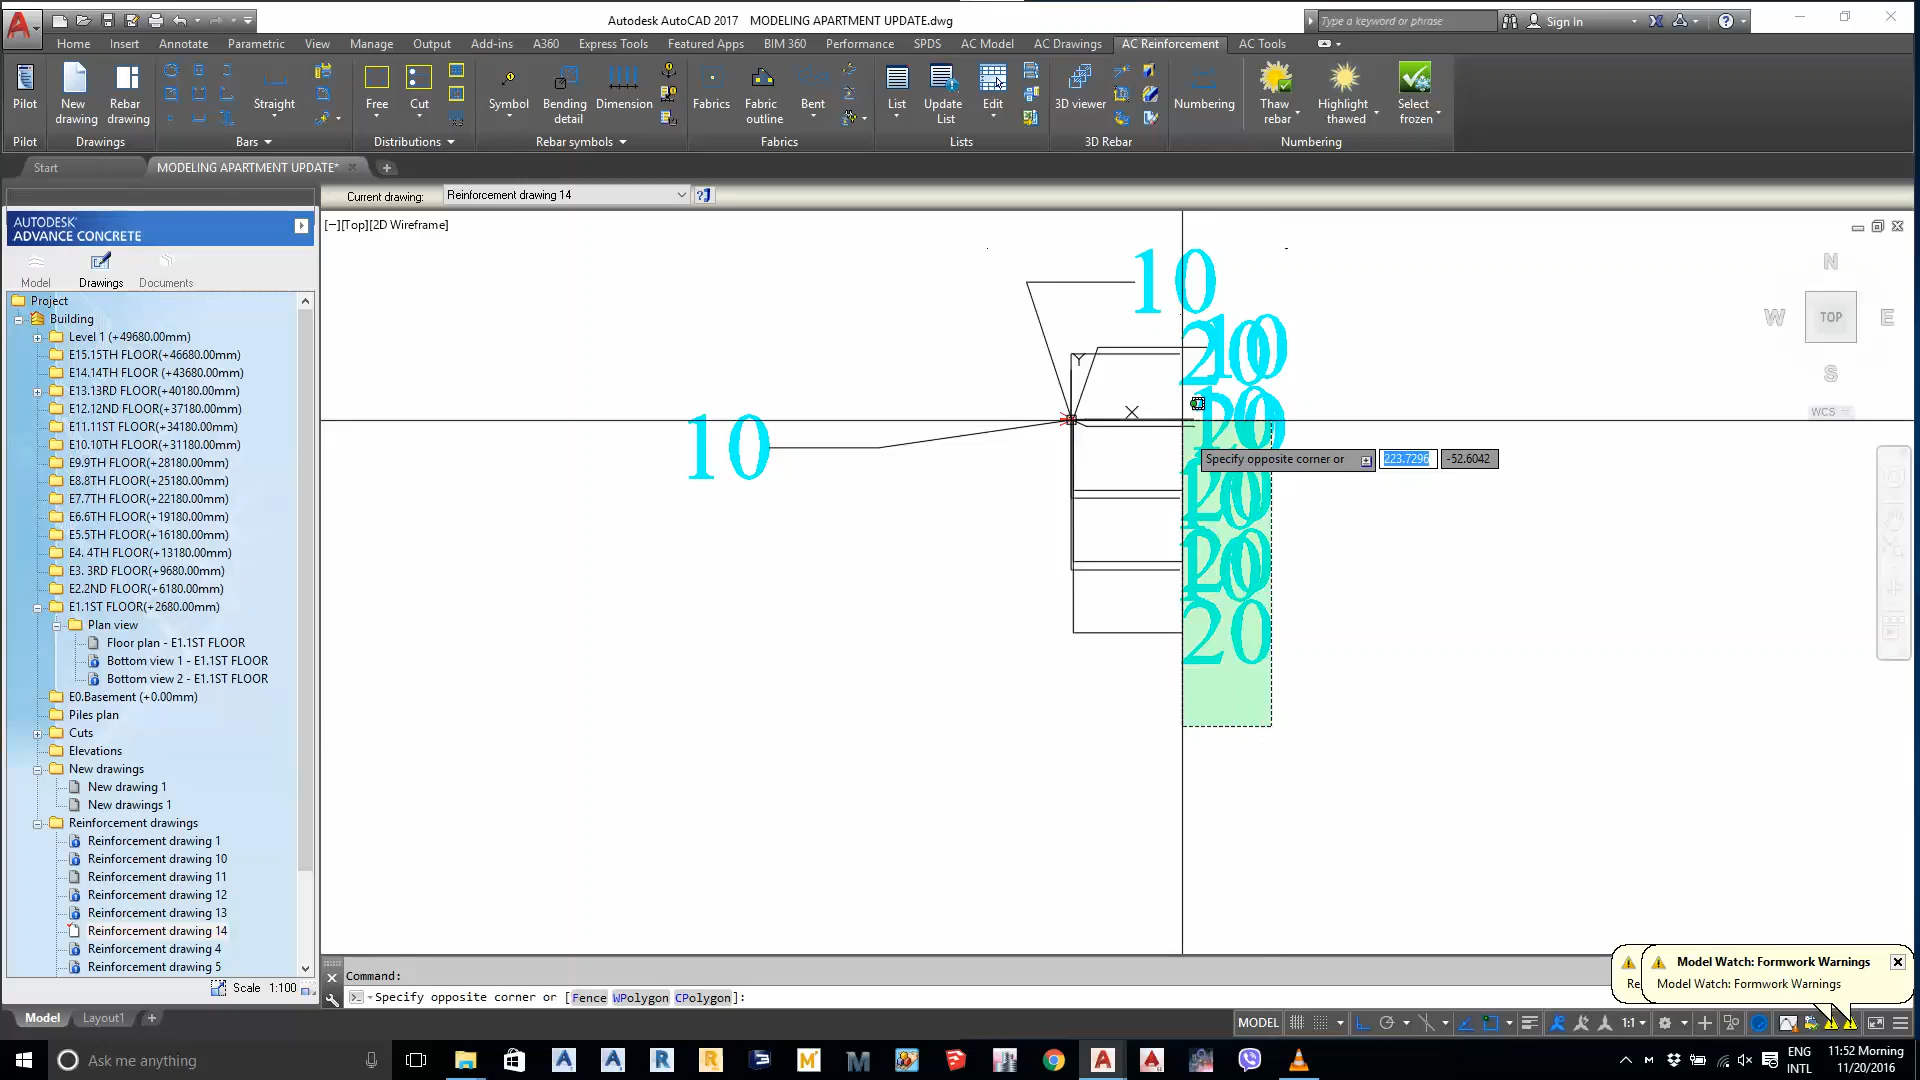 Autodesk AutoCAD 2017 MODELING APARTMENT UPDATE.dwg
Type a keyword or phrase
Sign In
Home Insert Annotate Parametric View Manage Output Add-ins A360 Express Tools Featured Apps BIM 360 Performance SPDS AC Model AC Drawings AC Reinforcement AC Tools
Pilot
New drawing
Rebar drawing
Straight
Free
Cut
Symbol
Bending detail
Dimension
Fabrics
Fabric outline
Bent
List
Update List
Edit
3D viewer
Numbering
Thaw rebar
Highlight thawed
Select frozen
Pilot Drawings Bars Distributions Rebar symbols Fabrics Lists 3D Rebar Numbering
Start MODELING APARTMENT UPDATE*
Current drawing: Reinforcement drawing 14
AUTODESK
ADVANCE CONCRETE
Model Drawings Documents
Project
Building
Level 1 (+49680.00mm)
E15.15TH FLOOR(+46680.00mm)
E14.14TH FLOOR (+43680.00mm)
E13.13RD FLOOR(+40180.00mm)
E12.12ND FLOOR(+37180.00mm)
E11.11ST FLOOR(+34180.00mm)
E10.10TH FLOOR(+31180.00mm)
E9.9TH FLOOR(+28180.00mm)
E8.8TH FLOOR(+25180.00mm)
E7.7TH FLOOR(+22180.00mm)
E6.6TH FLOOR(+19180.00mm)
E5.5TH FLOOR(+16180.00mm)
E4. 4TH FLOOR(+13180.00mm)
E3. 3RD FLOOR(+9680.00mm)
E2.2ND FLOOR(+6180.00mm)
E1.1ST FLOOR(+2680.00mm)
Plan view
Floor plan - E1.1ST FLOOR
Bottom view 1 - E1.1ST FLOOR
Bottom view 2 - E1.1ST FLOOR
E0.Basement (+0.00mm)
Piles plan
Cuts
Elevations
New drawings
New drawing 1
New drawings 1
Reinforcement drawings
Reinforcement drawing 1
Reinforcement drawing 10
Reinforcement drawing 11
Reinforcement drawing 12
Reinforcement drawing 13
Reinforcement drawing 14
Reinforcement drawing 4
Reinforcement drawing 5
Scale 1:100
[−][Top][2D Wireframe]
10
20
10
Y
X
10
20
Specify opposite corner or 223.7296 -52.6042
N
W TOP E
S
WCS
Command:
Specify opposite corner or [Fence WPolygon CPolygon]:
Model Watch: Formwork Warnings
Model Watch: Formwork Warnings
Re
Model Layout1
MODEL
1:1
Ask me anything
ENG
INTL
11:52 Morning
11/20/2016